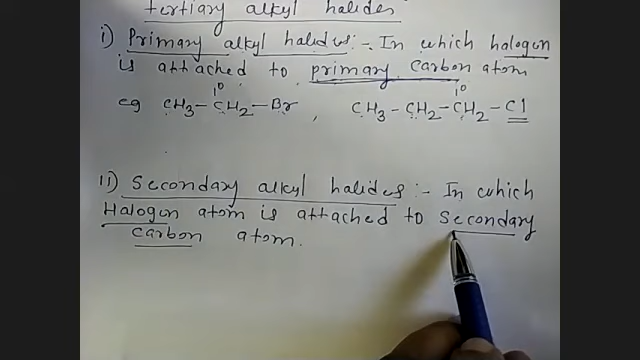 tertiary alkyl halides
i) Primary alkyl halides :- In which halogen
is attached to primary carbon atom
1°
1°
eg CH3-CH2-Br, CH3-CH2-CH2-Cl
ii) Secondary alkyl halides :- In which
Halogen atom is attached to Secondary
carbon atom.